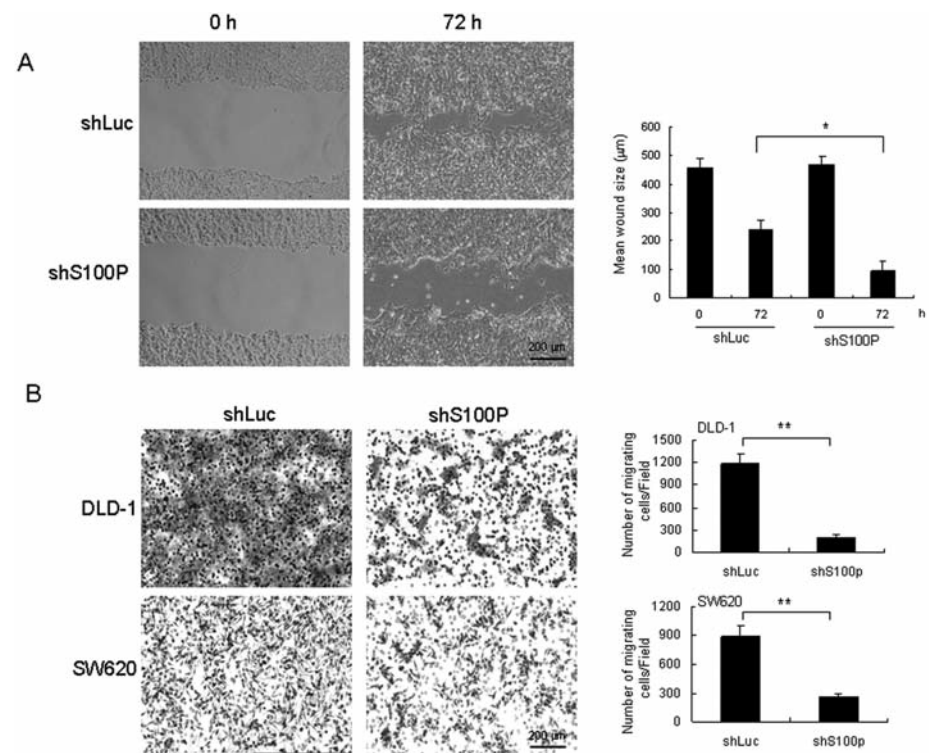 0 h 72 h
A
shLuc
shS100P
200 µm
Mean wound size (µm)
600
500
400
300
200
100
0
*
0 72 0 72 h
shLuc shS100P
B
shLuc shS100P
DLD-1
SW620
200 µm
DLD-1
Number of migrating
cells/Field
1500
1200
900
600
300
0
**
shLuc shS100p
SW620
Number of migrating
cells/Field
1200
900
600
300
0
**
shLuc shS100p